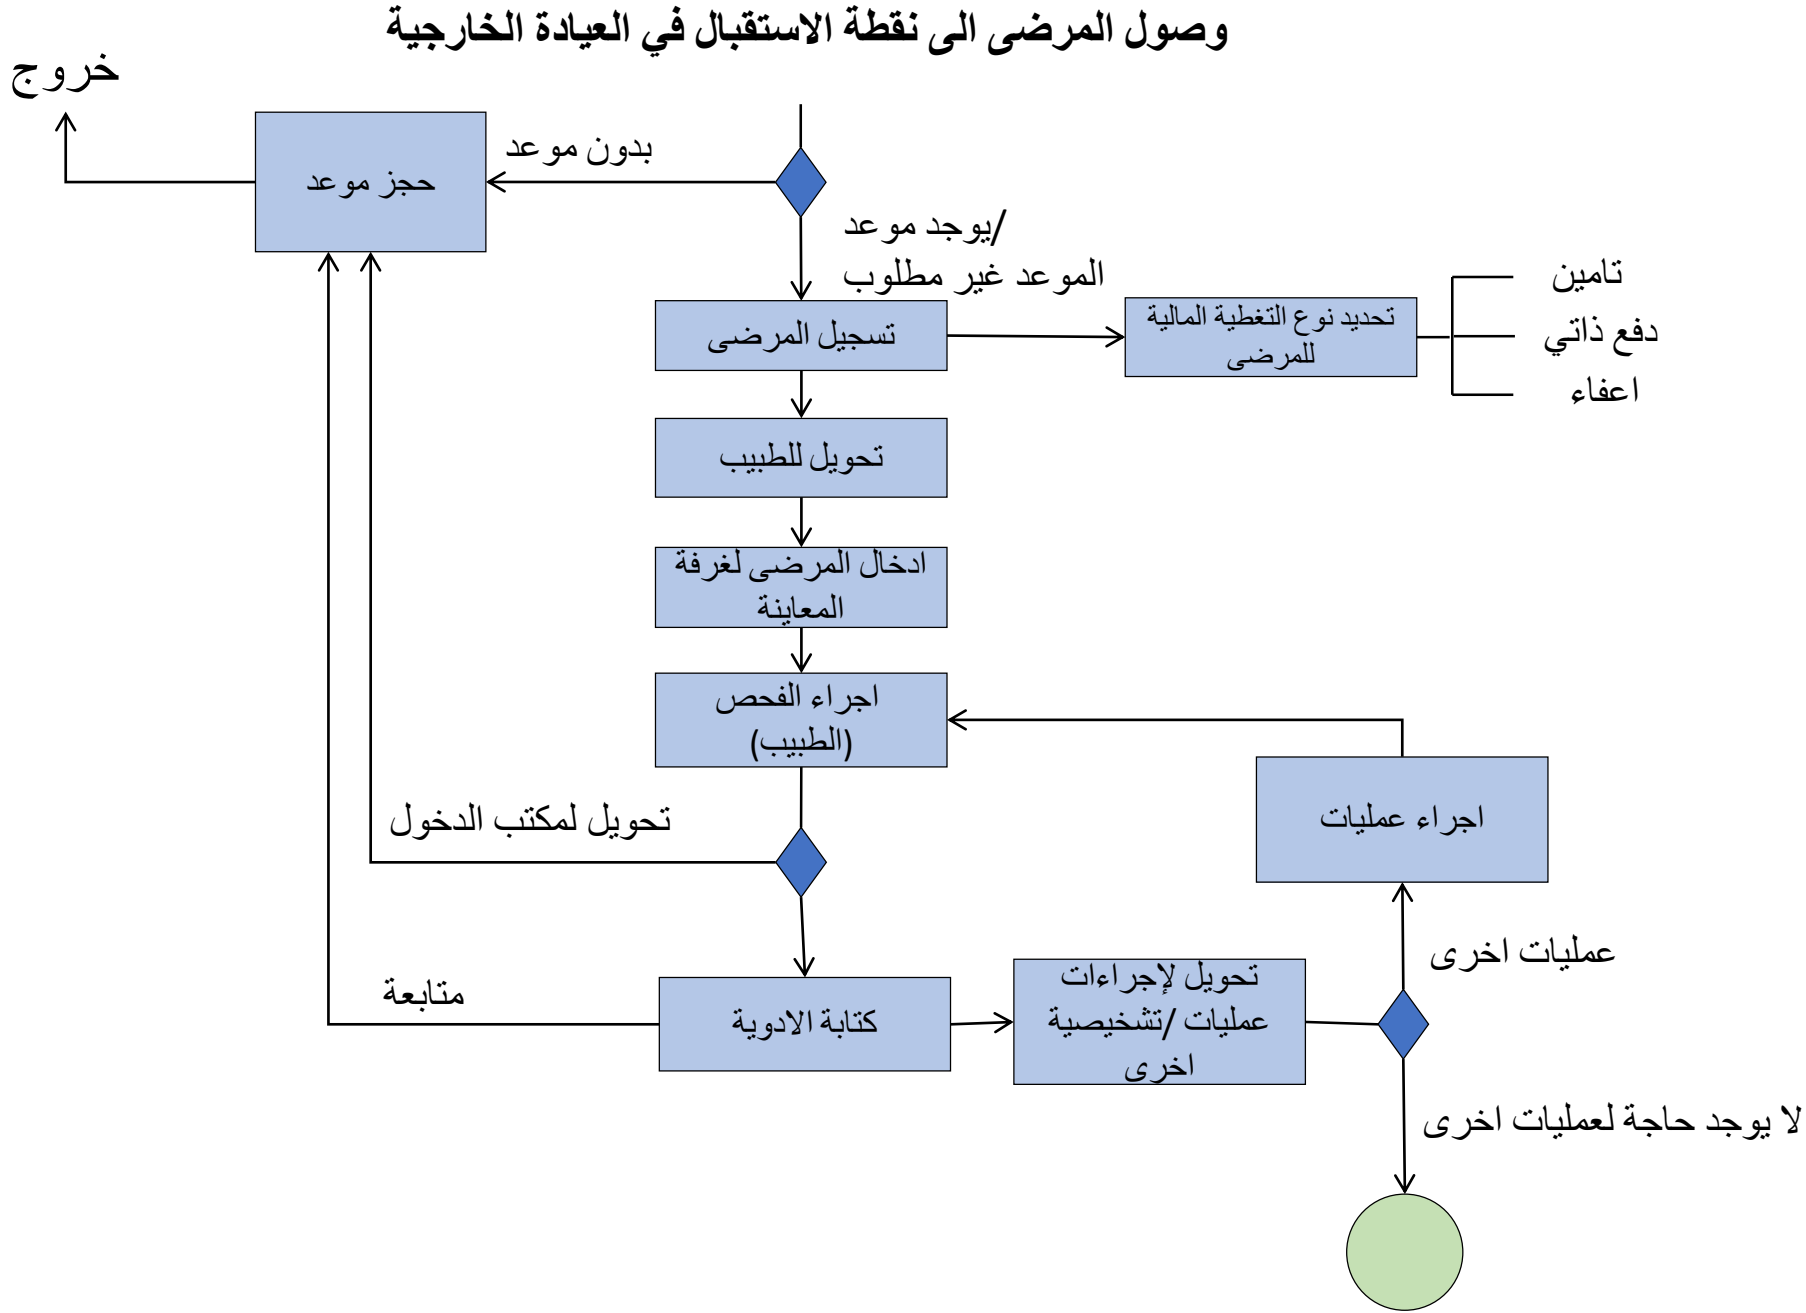 وصول المرضى الى نقطة الاستقبال في العيادة الخارجية
خروج
بدون موعد
حجز موعد
يوجد موعد/
الموعد غير مطلوب
تامين
تحديد نوع التغطية المالية
للمرضى
دفع ذاتي
اعفاء
تسجيل المرضى
تحويل للطبيب
ادخال المرضى لغرفة
المعاينة
اجراء الفحص
(الطبيب)
اجراء عمليات
تحويل لمكتب الدخول
عمليات اخرى
تحويل لإجراءات
تشخيصية/ عمليات
اخرى
كتابة الادوية
متابعة
لا يوجد حاجة لعمليات اخرى